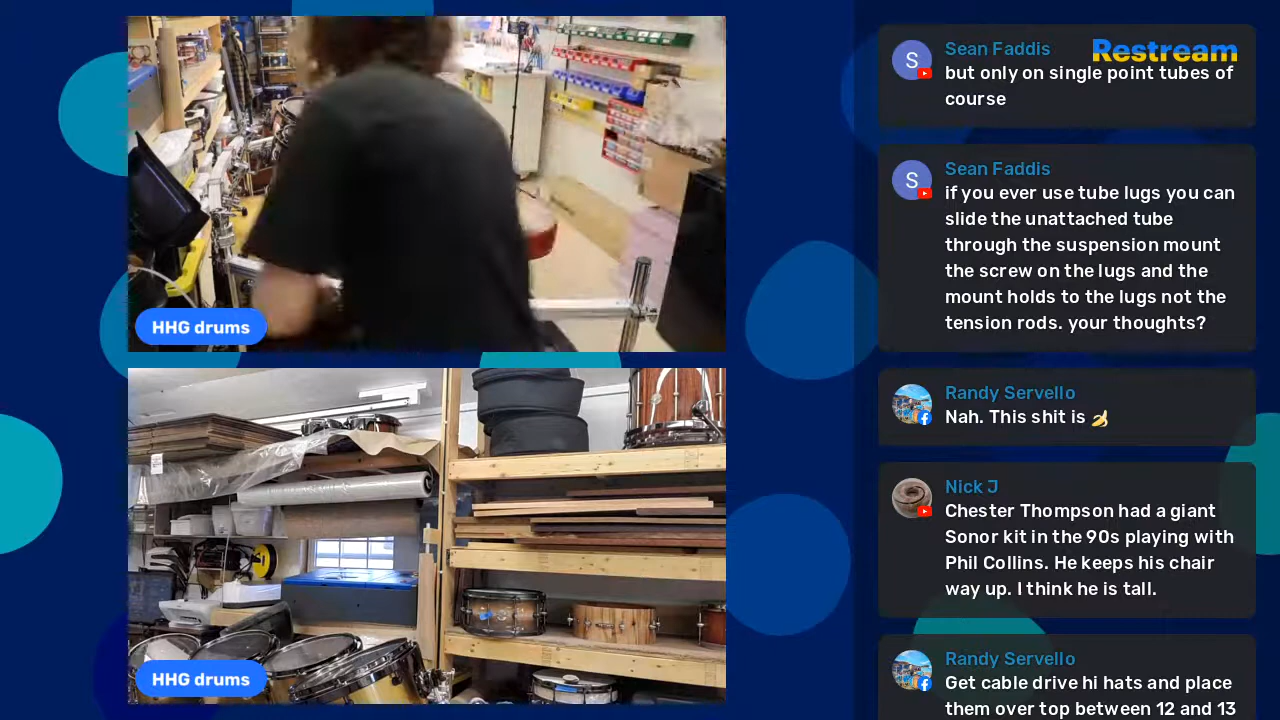 HHG drums
HHG drums
Restream
Sean Faddis
but only on single point tubes of
course
Sean Faddis
if you ever use tube lugs you can
slide the unattached tube
through the suspension mount
the screw on the lugs and the
mount holds to the lugs not the
tension rods. your thoughts?
Randy Servello
Nah. This shit is 🍌
Nick J
Chester Thompson had a giant
Sonor kit in the 90s playing with
Phil Collins. He keeps his chair
way up. I think he is tall.
Randy Servello
Get cable drive hi hats and place
them over top between 12 and 13